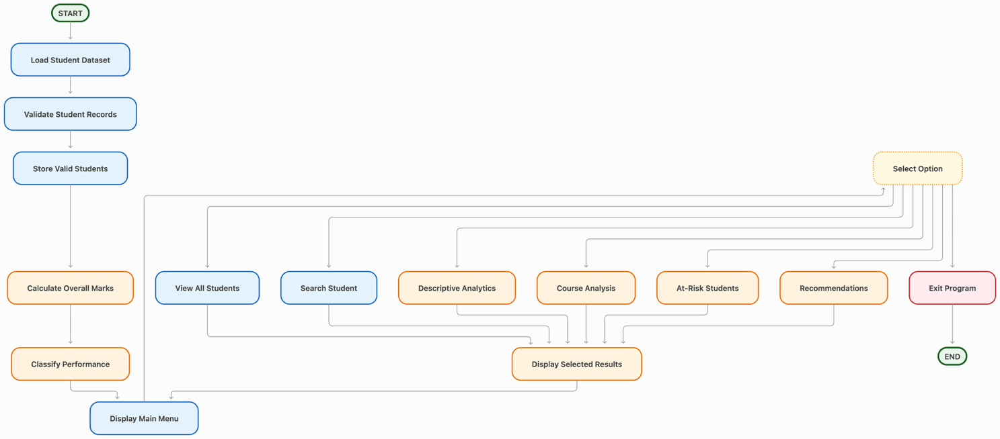 START
Load Student Dataset
Validate Student Records
Store Valid Students
Select Option
Calculate Overall Marks
View All Students
Search Student
Descriptive Analytics
Course Analysis
At-Risk Students
Recommendations
Exit Program
Classify Performance
Display Selected Results
END
Display Main Menu